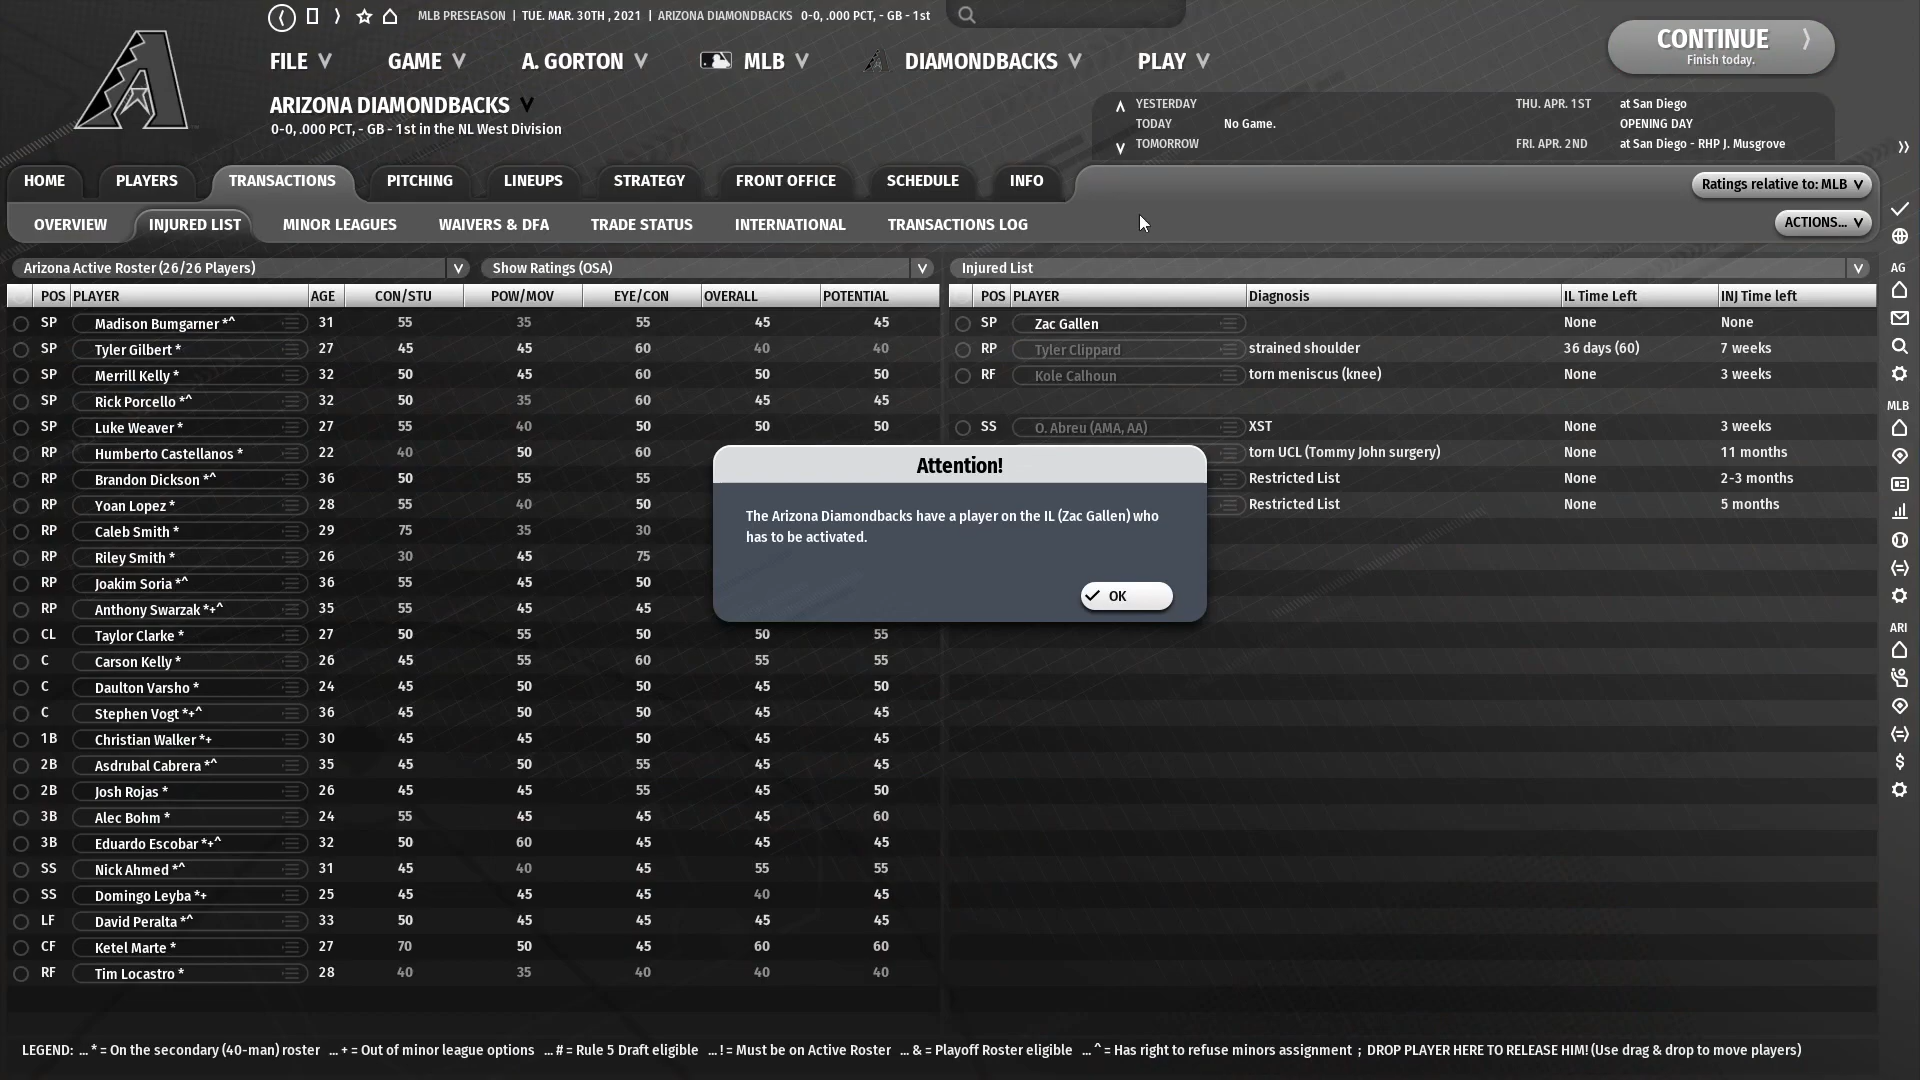 MLB PRESEASON | TUE. MAR. 30TH , 2021 | ARIZONA DIAMONDBACKS 0-0, .000 PCT, - GB - 1st
FILE GAME A. GORTON MLB DIAMONDBACKS PLAY
CONTINUE
Finish today.
ARIZONA DIAMONDBACKS
0-0, .000 PCT, - GB - 1st in the NL West Division
YESTERDAY THU. APR. 1ST at San Diego
TODAY No Game. OPENING DAY
TOMORROW FRI. APR. 2ND at San Diego - RHP J. Musgrove
HOME PLAYERS TRANSACTIONS PITCHING LINEUPS STRATEGY FRONT OFFICE SCHEDULE INFO
Ratings relative to: MLB
OVERVIEW INJURED LIST MINOR LEAGUES WAIVERS & DFA TRADE STATUS INTERNATIONAL TRANSACTIONS LOG
ACTIONS...
Arizona Active Roster (26/26 Players) Show Ratings (OSA)
POS PLAYER AGE CON/STU POW/MOV EYE/CON OVERALL POTENTIAL
SP Madison Bumgarner *^ 31 55 35 55 45 45
SP Tyler Gilbert * 27 45 45 60 40 40
SP Merrill Kelly * 32 50 45 60 50 50
SP Rick Porcello *^ 32 50 35 60 45 45
SP Luke Weaver * 27 55 40 55 50 50
RP Humberto Castellanos * 22 40 50 60
RP Brandon Dickson *^ 36 50 55 55
RP Yoan Lopez * 28 55 40 50
RP Caleb Smith * 29 75 35 30
RP Riley Smith * 26 30 45 75
RP Joakim Soria *^ 36 55 45 50
RP Anthony Swarzak *+^ 35 55 45 45
CL Taylor Clarke * 27 50 55 50 50 55
C Carson Kelly * 26 45 55 60 55 55
C Daulton Varsho * 24 45 50 50 45 50
C Stephen Vogt *+^ 36 45 50 50 45 45
1B Christian Walker *+ 30 45 50 50 45 45
2B Asdrubal Cabrera *^ 35 45 50 55 45 45
2B Josh Rojas * 26 45 45 55 45 50
3B Alec Bohm * 24 55 45 45 45 60
3B Eduardo Escobar *+^ 32 50 60 45 45 45
SS Nick Ahmed *^ 31 45 40 45 55 55
SS Domingo Leyba *+ 25 45 45 45 40 45
LF David Peralta *^ 33 50 45 45 45 45
CF Ketel Marte * 27 70 50 45 60 60
RF Tim Locastro * 28 40 35 40 40 40
Injured List
POS PLAYER Diagnosis IL Time Left INJ Time left
SP Zac Gallen None None
RP Tyler Clippard strained shoulder 36 days (60) 7 weeks
RF Kole Calhoun torn meniscus (knee) None 3 weeks
SS O. Abreu (AMA, AA) XST None 3 weeks
torn UCL (Tommy John surgery) None 11 months
Restricted List None 2-3 months
Restricted List None 5 months
Attention!
The Arizona Diamondbacks have a player on the IL (Zac Gallen) who
has to be activated.
OK
AG
MLB
ARI
LEGEND: ... * = On the secondary (40-man) roster ... + = Out of minor league options ... # = Rule 5 Draft eligible ... ! = Must be on Active Roster ... & = Playoff Roster eligible ... ^ = Has right to refuse minors assignment ; DROP PLAYER HERE TO RELEASE HIM! (Use drag & drop to move players)